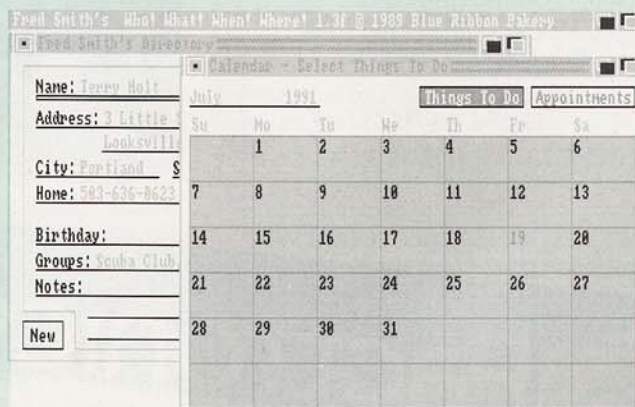 Fred Smith's Who! What! When! Where! 1.3f © 1989 Blue Ribbon Bakery
Fred Smith's Directory
Calendar - Select Things To Do
Name: Terry Holt
Address: 3 Little
Looksvill
City: Portland S
Home: 503-636-0623
Birthday:
Groups: Scuba Club,
Notes:
New
July 1991 Things To Do Appointments
Su Mo Tu We Th Fr Sa
1 2 3 4 5 6
7 8 9 10 11 12 13
14 15 16 17 18 19 20
21 22 23 24 25 26 27
28 29 30 31